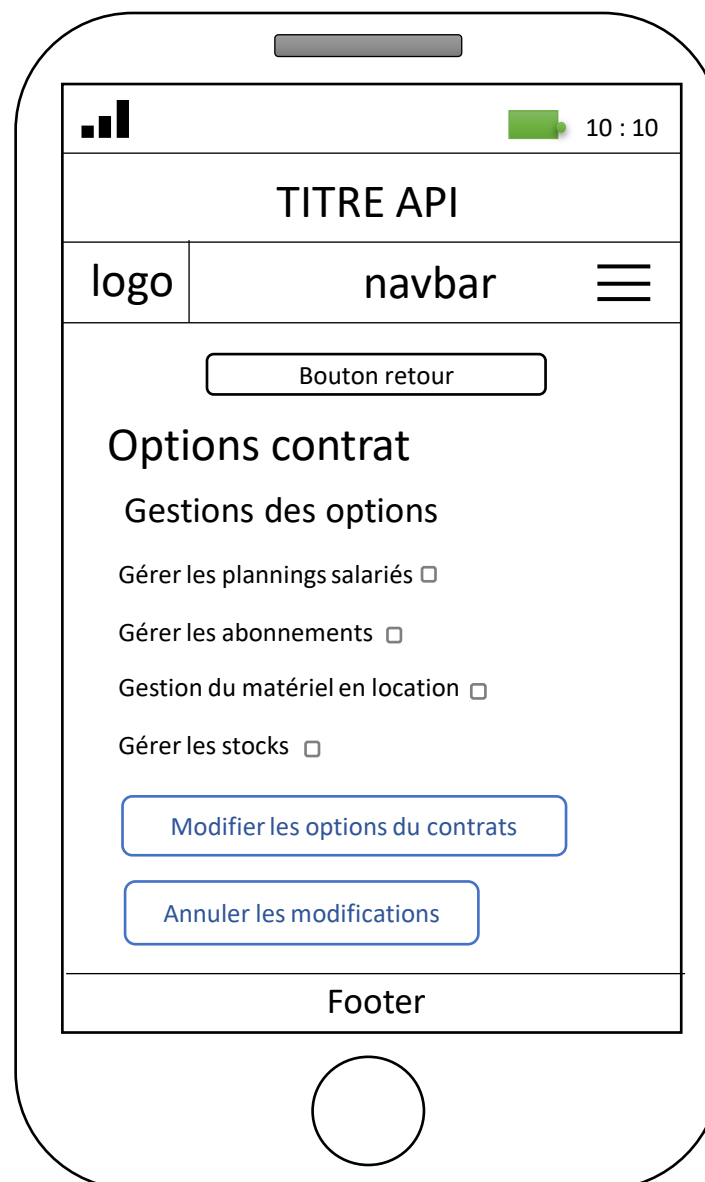 10 : 10
TITRE API
logo
navbar
Bouton retour
Options contrat
Gestions des options
Gérer les plannings salariés
Gérer les abonnements
Gestion du matériel en location
Gérer les stocks
Modifier les options du contrats
Annuler les modifications
Footer